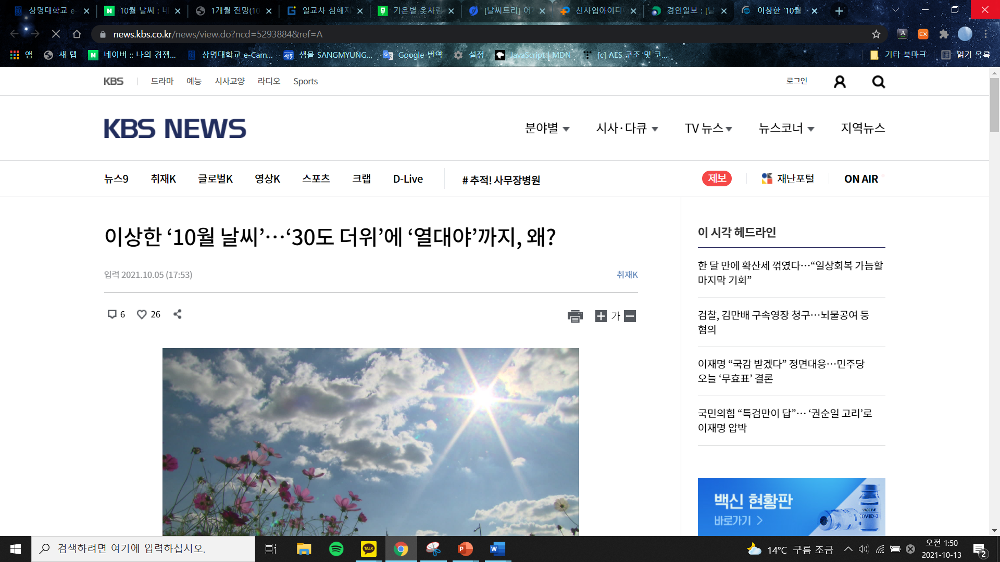 상명대학교 e-
10월 날씨 : 네
1개월 전망(10
일교차 심해지
기온별 옷차림
[날씨트리] 어
신사업아이디어
경인일보 : [날
이상한 '10월
news.kbs.co.kr/news/view.do?ncd=5293884&ref=A
앱
새 탭
네이버 :: 나의 경쟁...
상명대학교 e-Cam...
샘물 SANGMYUNG...
Google 번역
설정
JavaScript | MDN
[c] AES 구조 및 코...
기타 북마크
읽기 목록
KBS
드라마
예능
시사교양
라디오
Sports
로그인
KBS NEWS
분야별
시사·다큐
TV 뉴스
뉴스코너
지역뉴스
뉴스9
취재K
글로벌K
영상K
스포츠
크랩
D-Live
# 추적! 사무장병원
제보
재난포털
ON AIR
이상한 ‘10월 날씨’…‘30도 더위’에 ‘열대야’까지, 왜?
입력 2021.10.05 (17:53)
취재K
6
26
가
이 시각 헤드라인
한 달 만에 확산세 꺾였다…“일상회복 가늠할
마지막 기회”
검찰, 김만배 구속영장 청구…뇌물공여 등
혐의
이재명 “국감 받겠다” 정면대응…민주당
오늘 ‘무효표’ 결론
국민의힘 “특검만이 답”… ‘권순일 고리’로
이재명 압박
백신 현황판
바로가기
VACCINE
COVID-1
검색하려면 여기에 입력하십시오.
TALK
14°C 구름 조금
오전 1:50
2021-10-13
2